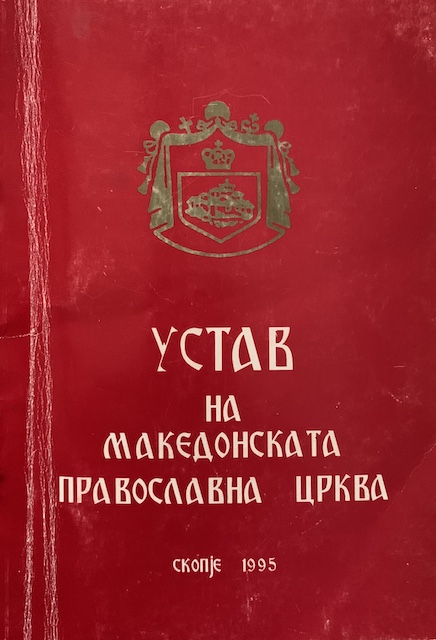 УСТАВ
НА
МАКЕДОНСКАТА
ПРАВОСЛАВНА ЦРКВА
СКОПЈЕ 1995